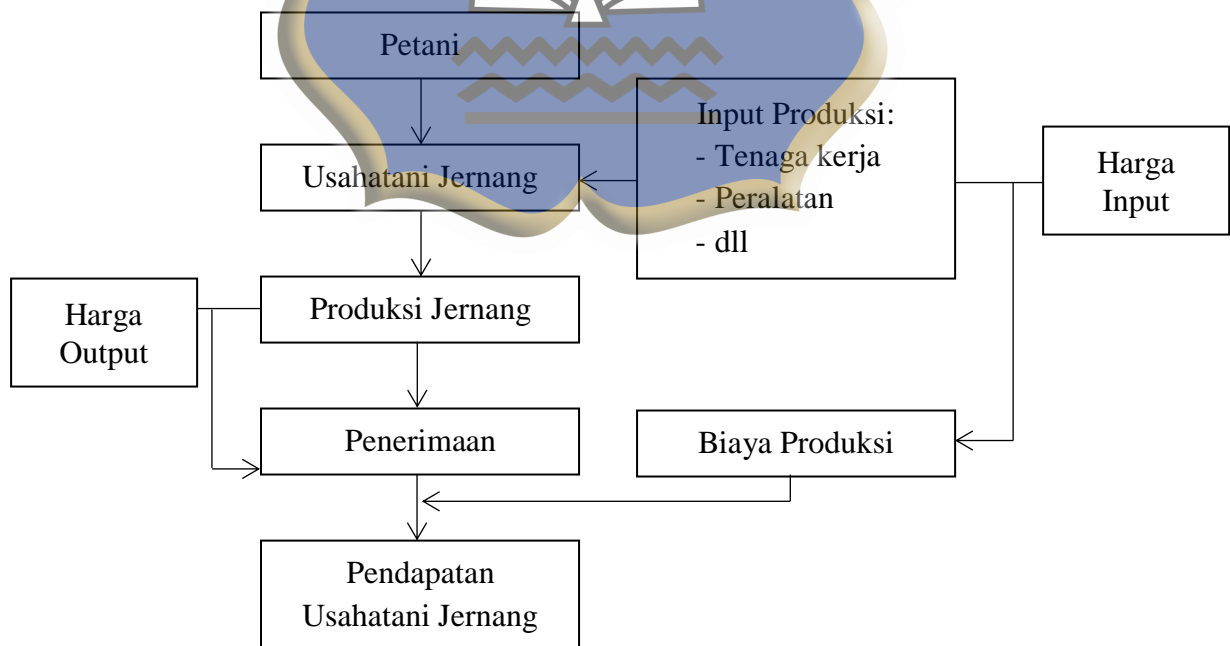 Petani
Input Produksi:
- Tenaga kerja
- Peralatan
- dll
Harga
Input
Usahatani Jernang
Produksi Jernang
Harga
Output
Penerimaan
Biaya Produksi
Pendapatan
Usahatani Jernang